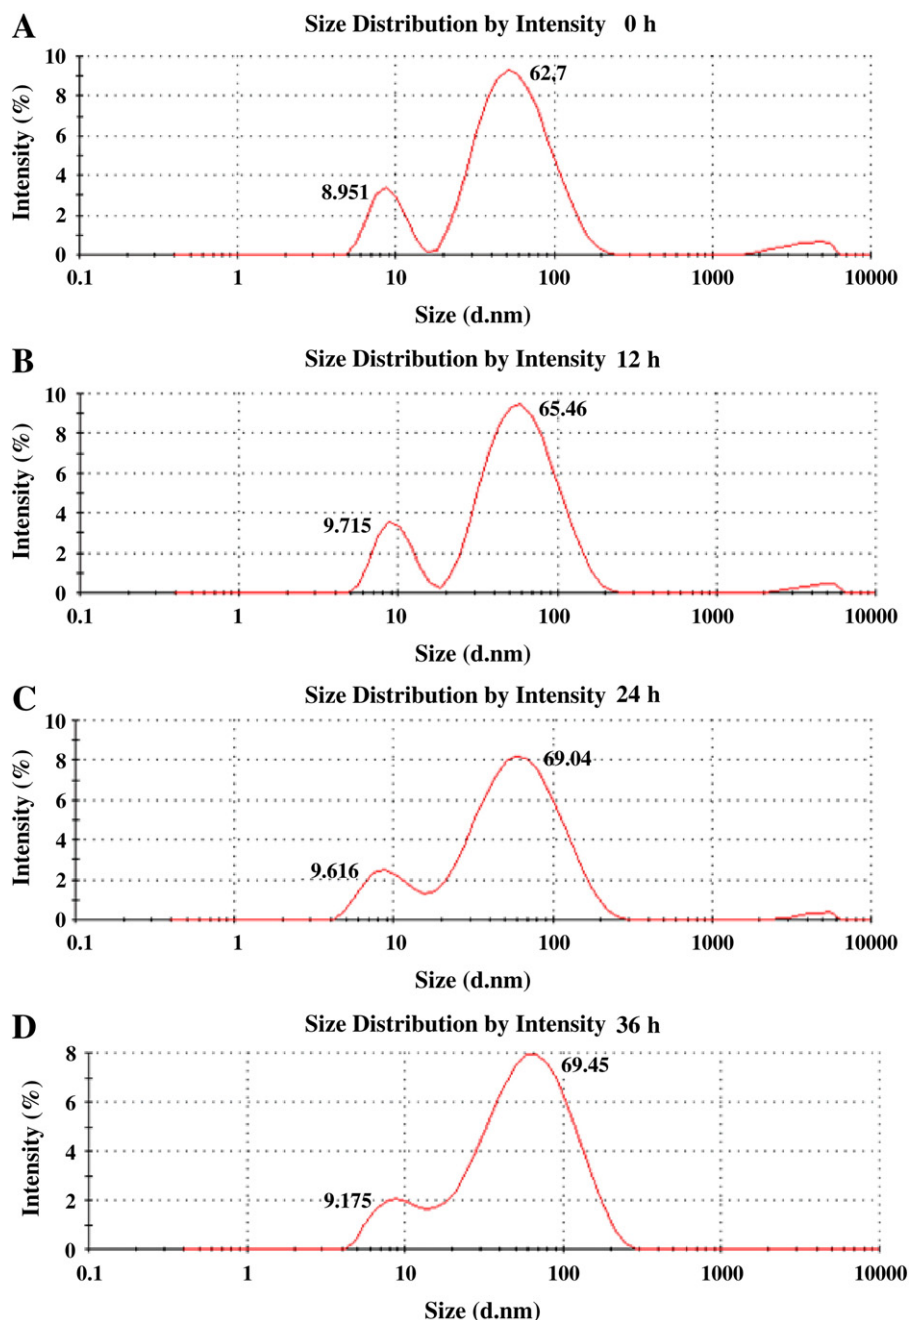 A
Size Distribution by Intensity 0 h
Intensity (%)
10
8
6
4
2
0
8.951
62.7
0.1 1 10 100 1000 10000
Size (d.nm)
B
Size Distribution by Intensity 12 h
Intensity (%)
10
8
6
4
2
0
9.715
65.46
0.1 1 10 100 1000 10000
Size (d.nm)
C
Size Distribution by Intensity 24 h
Intensity (%)
10
8
6
4
2
0
9.616
69.04
0.1 1 10 100 1000 10000
Size (d.nm)
D
Size Distribution by Intensity 36 h
Intensity (%)
8
6
4
2
0
9.175
69.45
0.1 1 10 100 1000 10000
Size (d.nm)